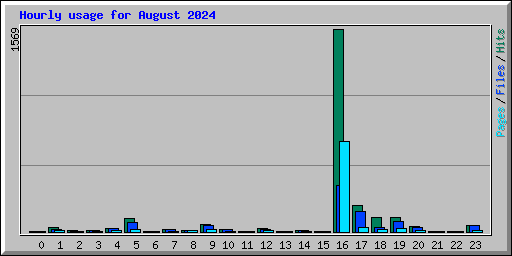 Hourly usage for August 2024
1569
Pages/Files/Hits
0 1 2 3 4 5 6 7 8 9 10 11 12 13 14 15 16 17 18 19 20 21 22 23